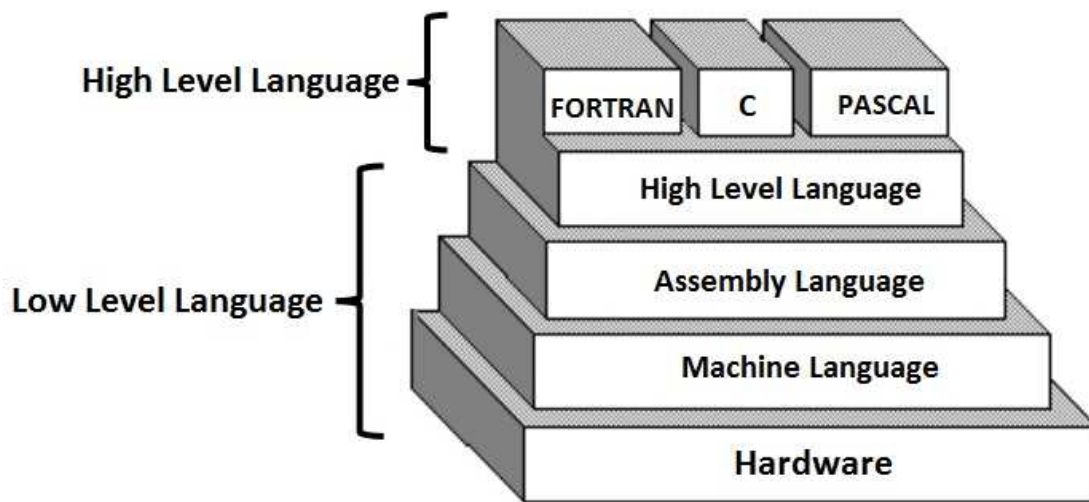 High Level Language
FORTRAN C PASCAL
High Level Language
Assembly Language
Low Level Language
Machine Language
Hardware